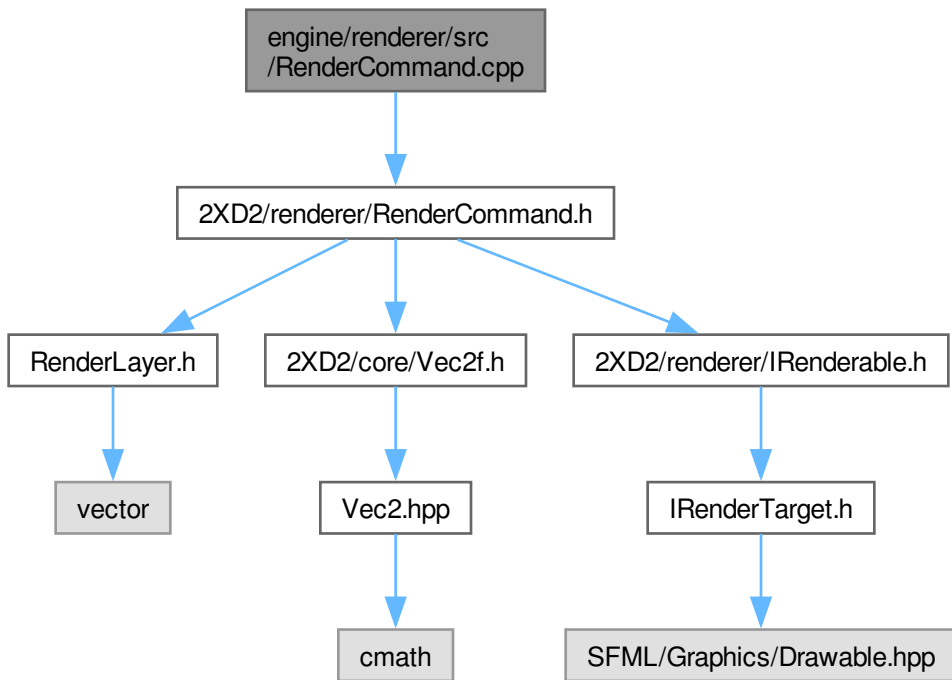 engine/renderer/src
/RenderCommand.cpp
2XD2/renderer/RenderCommand.h
RenderLayer.h
2XD2/core/Vec2f.h
2XD2/renderer/IRenderable.h
vector
Vec2.hpp
IRenderTarget.h
cmath
SFML/Graphics/Drawable.hpp